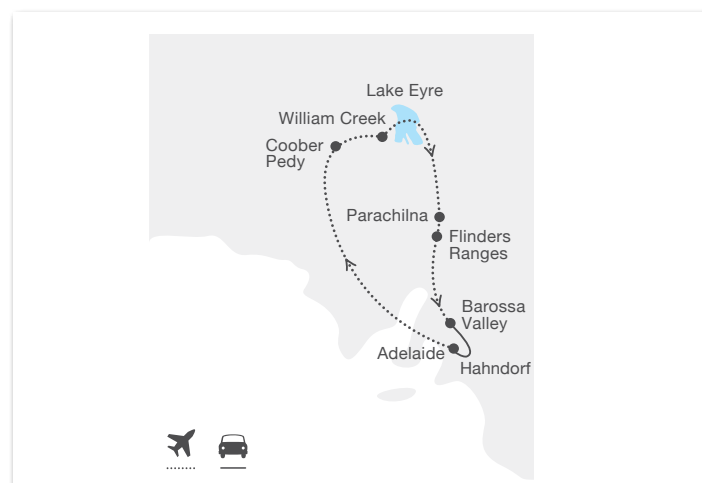 Lake Eyre
William Creek
Coober
Pedy
Parachilna
Flinders
Ranges
Barossa
Valley
Adelaide
Hahndorf